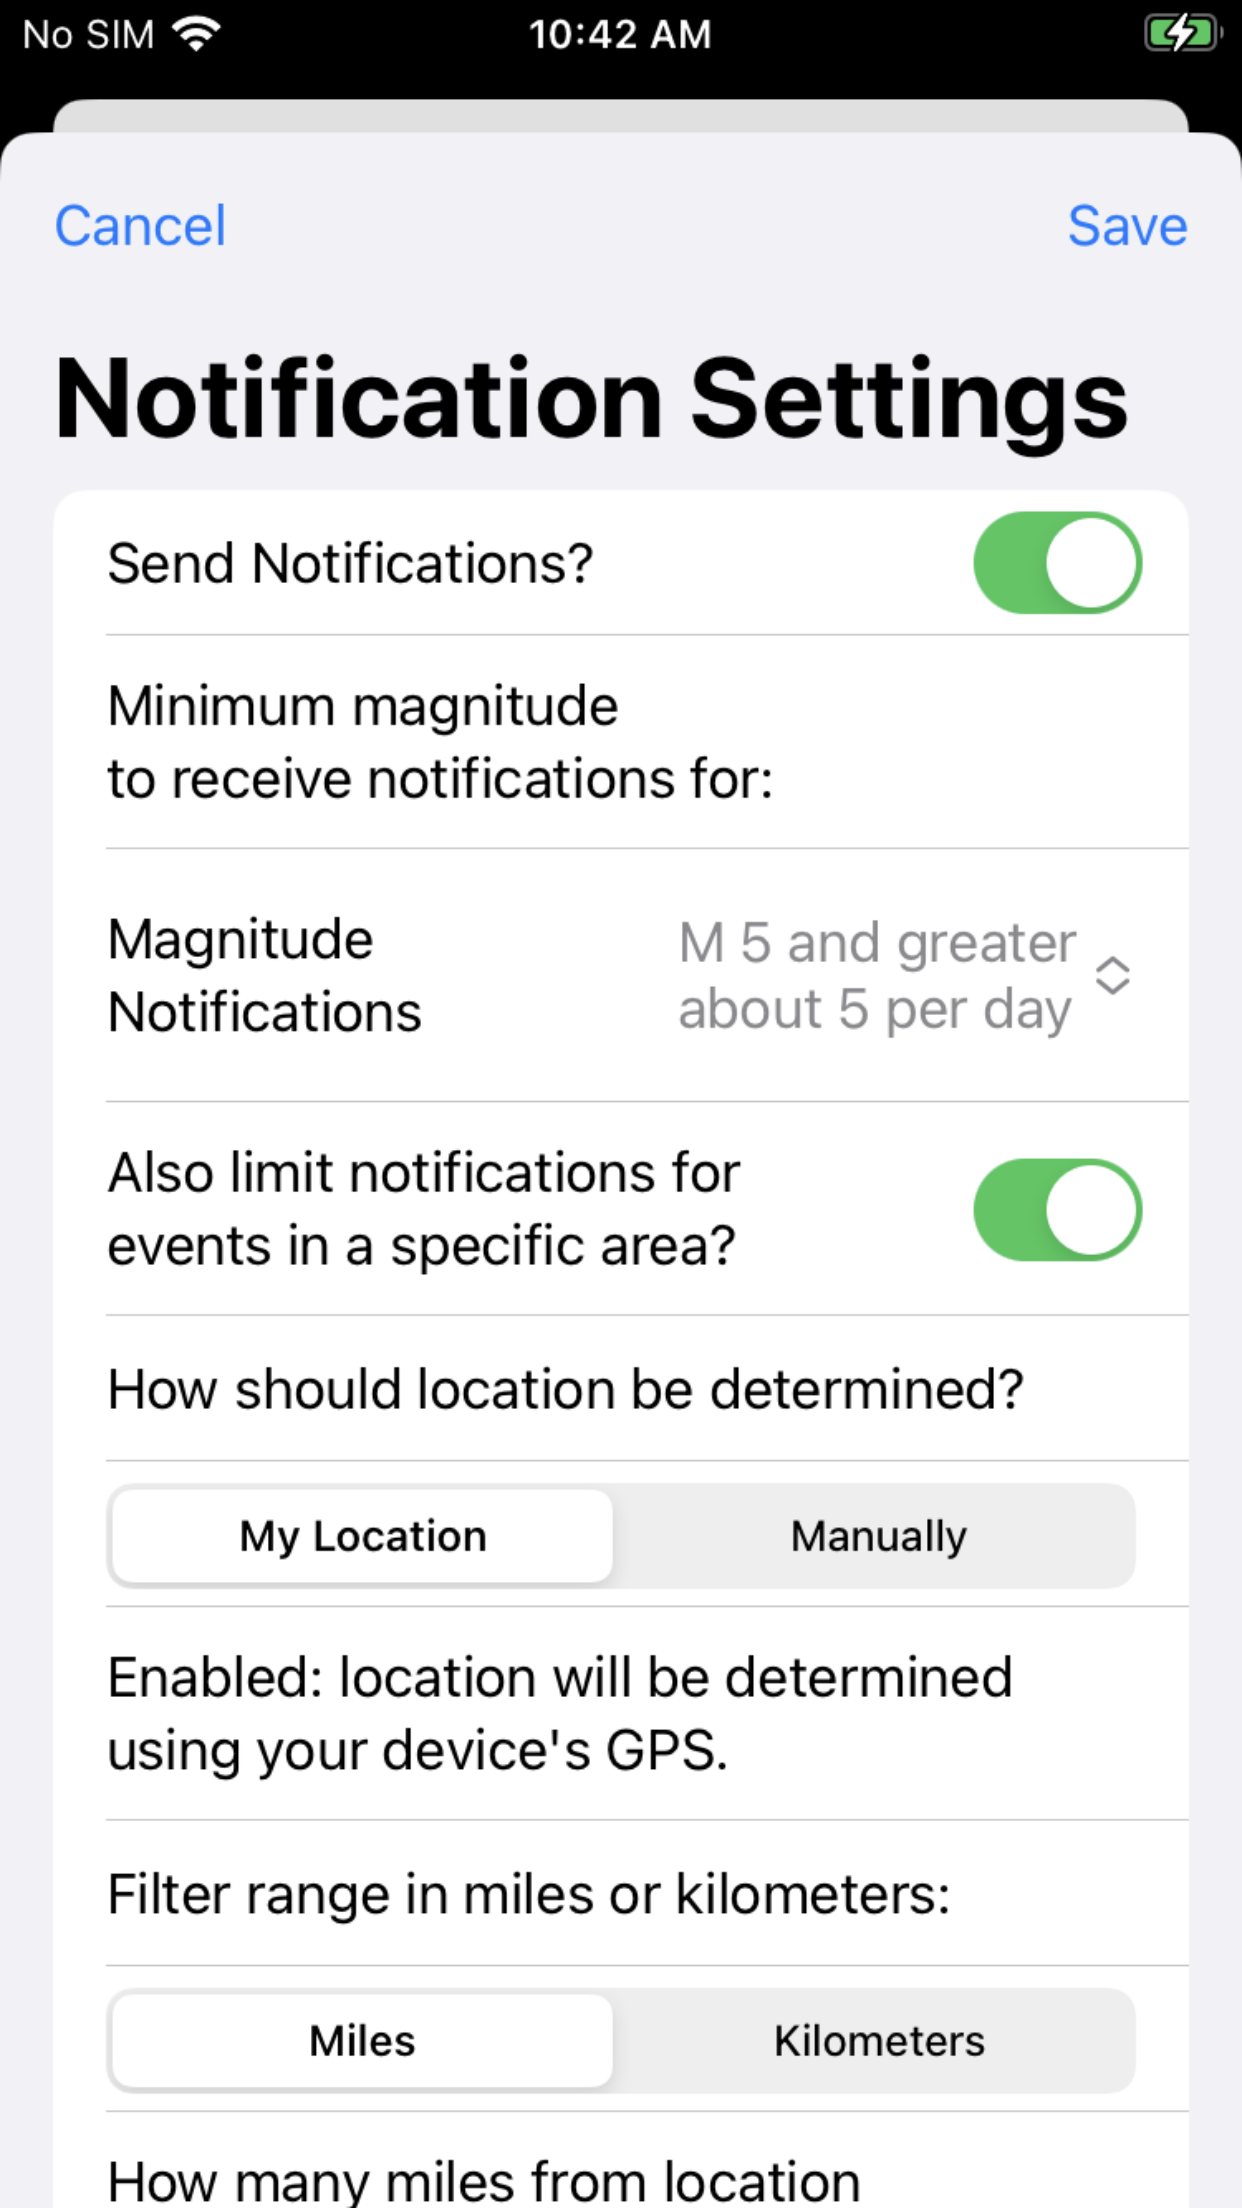 No SIM 10:42 AM
Cancel Save
Notification Settings
Send Notifications?
Minimum magnitude
to receive notifications for:
Magnitude
Notifications
M 5 and greater
about 5 per day
Also limit notifications for
events in a specific area?
How should location be determined?
My Location Manually
Enabled: location will be determined
using your device's GPS.
Filter range in miles or kilometers:
Miles Kilometers
How many miles from location